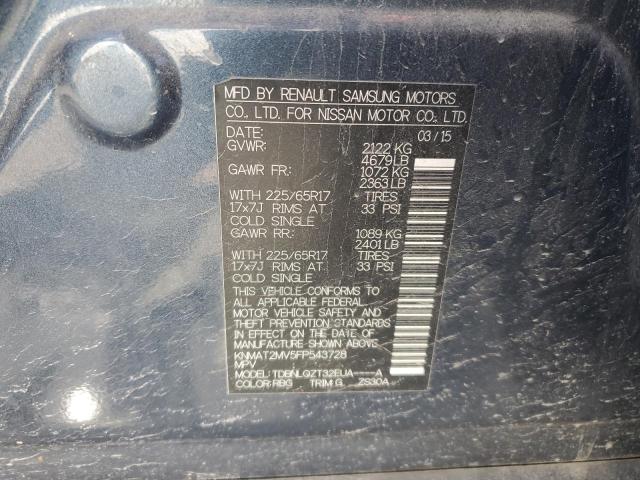 MFD BY RENAULT SAMSUNG MOTORS
CO., LTD. FOR NISSAN MOTOR CO., LTD.
DATE: 03/15
GVWR: 2122 KG
4679 LB
GAWR FR: 1072 KG
2363 LB
WITH 225/65R17 TIRES
17x7J RIMS AT 33 PSI
COLD SINGLE
GAWR RR: 1089 KG
2401 LB
WITH 225/65R17 TIRES
17x7J RIMS AT 33 PSI
COLD SINGLE
THIS VEHICLE CONFORMS TO
ALL APPLICABLE FEDERAL
MOTOR VEHICLE SAFETY AND
THEFT PREVENTION STANDARDS
IN EFFECT ON THE DATE OF
MANUFACTURE SHOWN ABOVE.
KNMAT2MV5FP543728
MPV
MODEL: TDBNLQZT32EUA----A
COLOR: RBG TRIM: G ZS30A